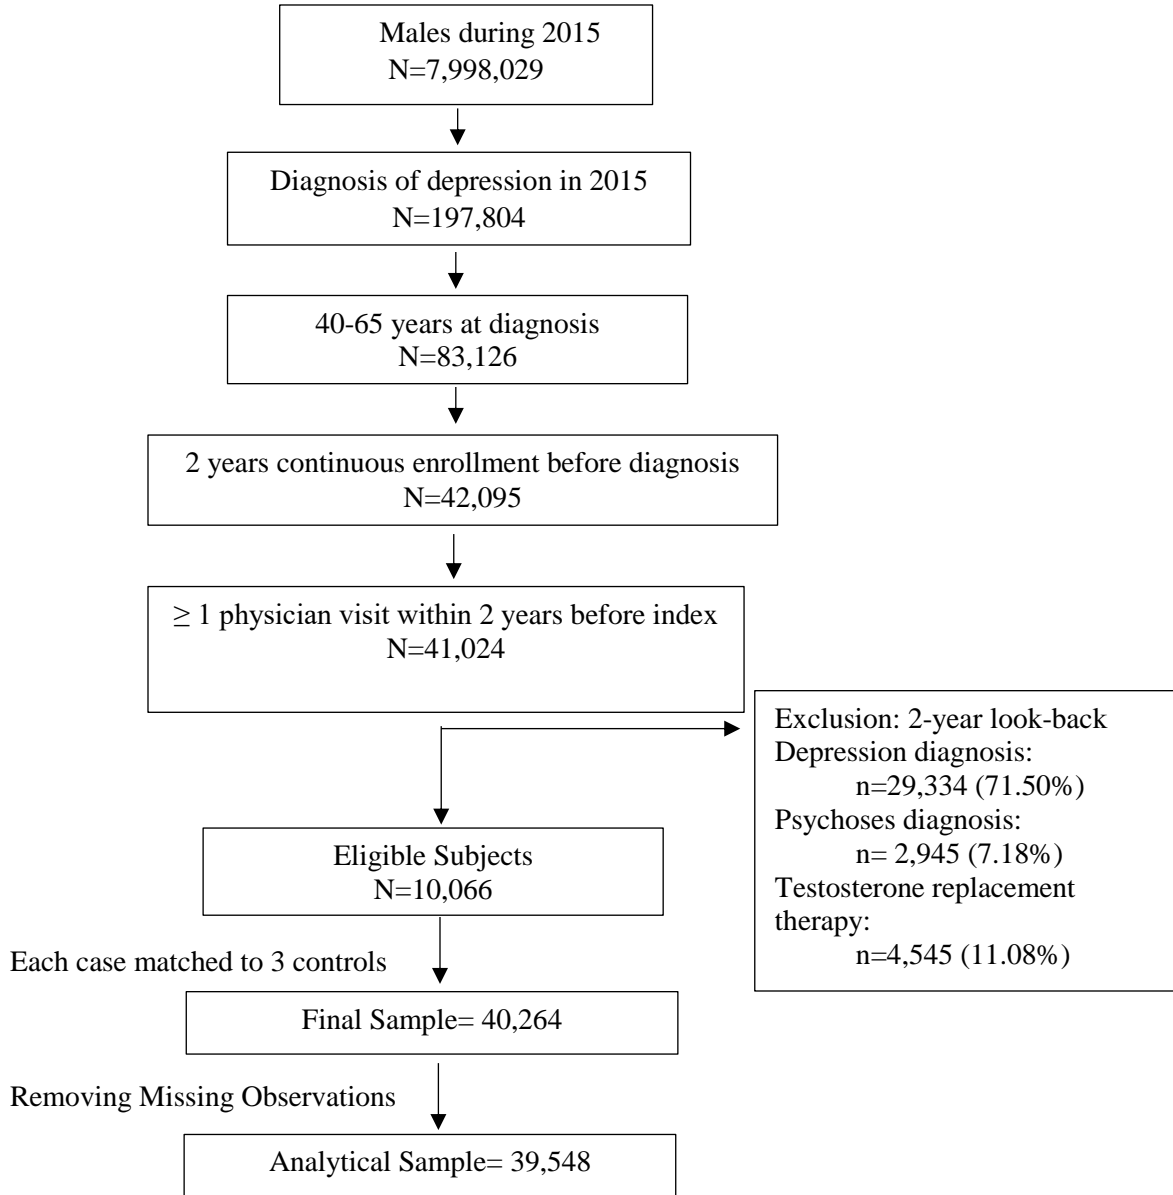 Males during 2015
N=7,998,029
Diagnosis of depression in 2015
N=197,804
40-65 years at diagnosis
N=83,126
2 years continuous enrollment before diagnosis
N=42,095
≥ 1 physician visit within 2 years before index
N=41,024
Exclusion: 2-year look-back
Depression diagnosis:
n=29,334 (71.50%)
Psychoses diagnosis:
n= 2,945 (7.18%)
Testosterone replacement
therapy:
n=4,545 (11.08%)
Eligible Subjects
N=10,066
Each case matched to 3 controls
Final Sample= 40,264
Removing Missing Observations
Analytical Sample= 39,548